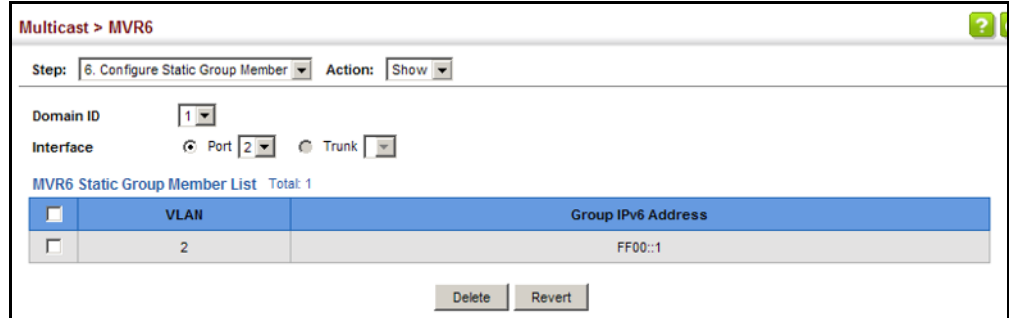 Multicast > MVR6 ?
Step: 6. Configure Static Group Member Action: Show
Domain ID 1
Interface Port 2 Trunk
MVR6 Static Group Member List Total: 1
VLAN Group IPv6 Address
2 FF00::1
Delete Revert